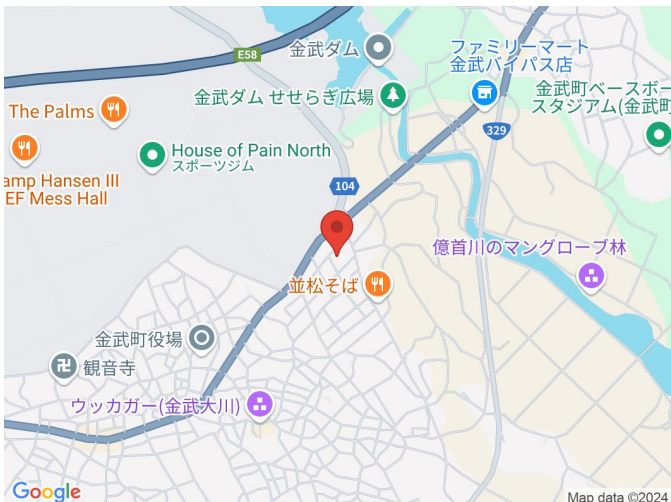 E58
金武ダム
ファミリーマート
金武バイパス店
The Palms
金武ダム せせらぎ広場
金武町ベースボー
スタジアム(金武町
329
House of Pain North
スポーツジム
amp Hansen III
EF Mess Hall
104
億首川のマングローブ林
並松そば
金武町役場
観音寺
ウッカガー(金武大川)
Google
Map data ©2024